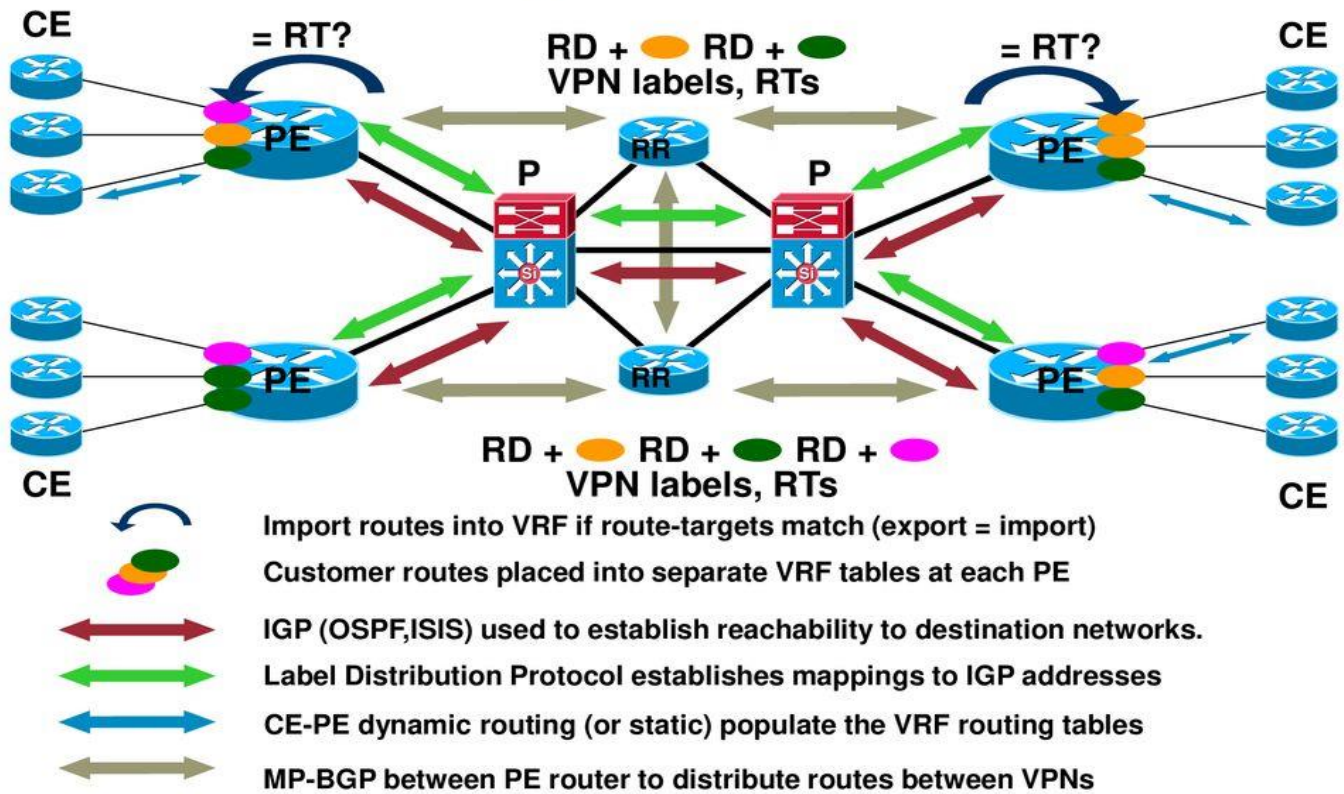 CE
= RT?
RD + RD +
VPN labels, RTs
= RT?
CE
PE
RR
PE
P
P
Si
Si
PE
RR
PE
RD + RD + RD +
VPN labels, RTs
CE
CE
Import routes into VRF if route-targets match (export = import)
Customer routes placed into separate VRF tables at each PE
IGP (OSPF,ISIS) used to establish reachability to destination networks.
Label Distribution Protocol establishes mappings to IGP addresses
CE-PE dynamic routing (or static) populate the VRF routing tables
MP-BGP between PE router to distribute routes between VPNs